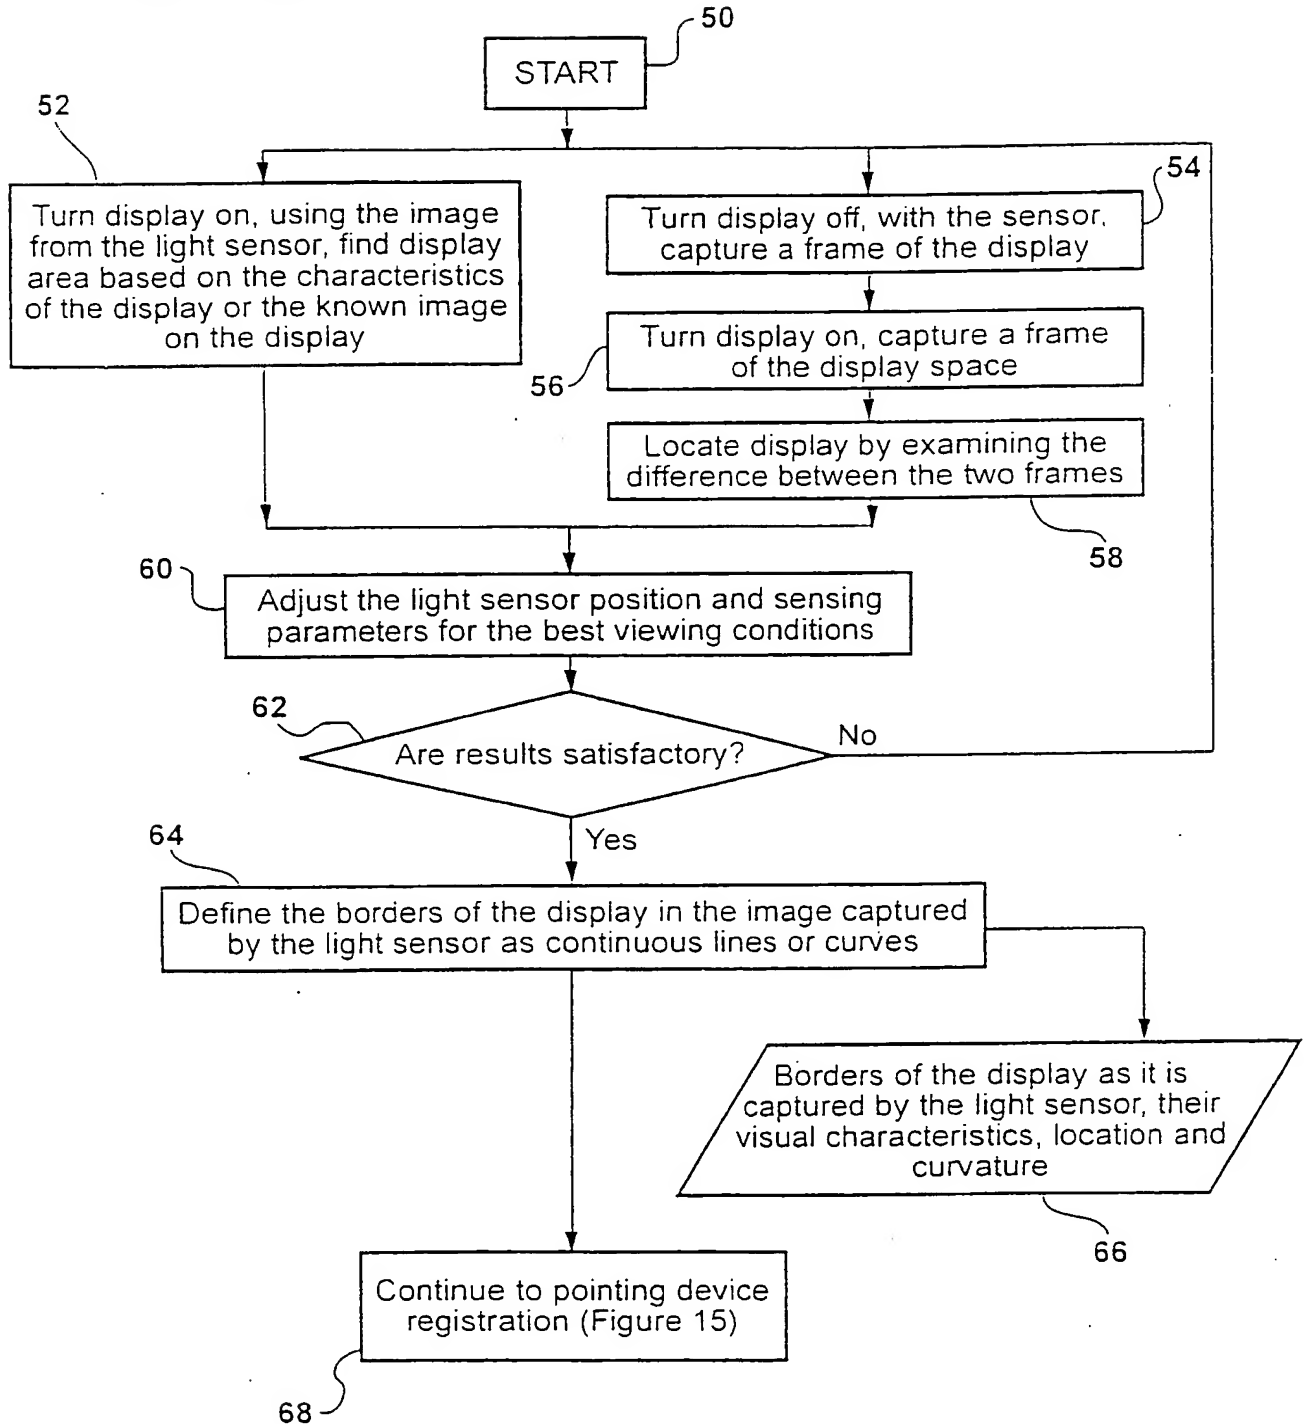 50
START
52
Turn display on, using the image
from the light sensor, find display
area based on the characteristics
of the display or the known image
on the display
54
Turn display off, with the sensor,
capture a frame of the display
Turn display on, capture a frame
of the display space
56
Locate display by examining the
difference between the two frames
58
60
Adjust the light sensor position and sensing
parameters for the best viewing conditions
62
Are results satisfactory?
No
Yes
64
Define the borders of the display in the image captured
by the light sensor as continuous lines or curves
Borders of the display as it is
captured by the light sensor, their
visual characteristics, location and
curvature
66
Continue to pointing device
registration (Figure 15)
68